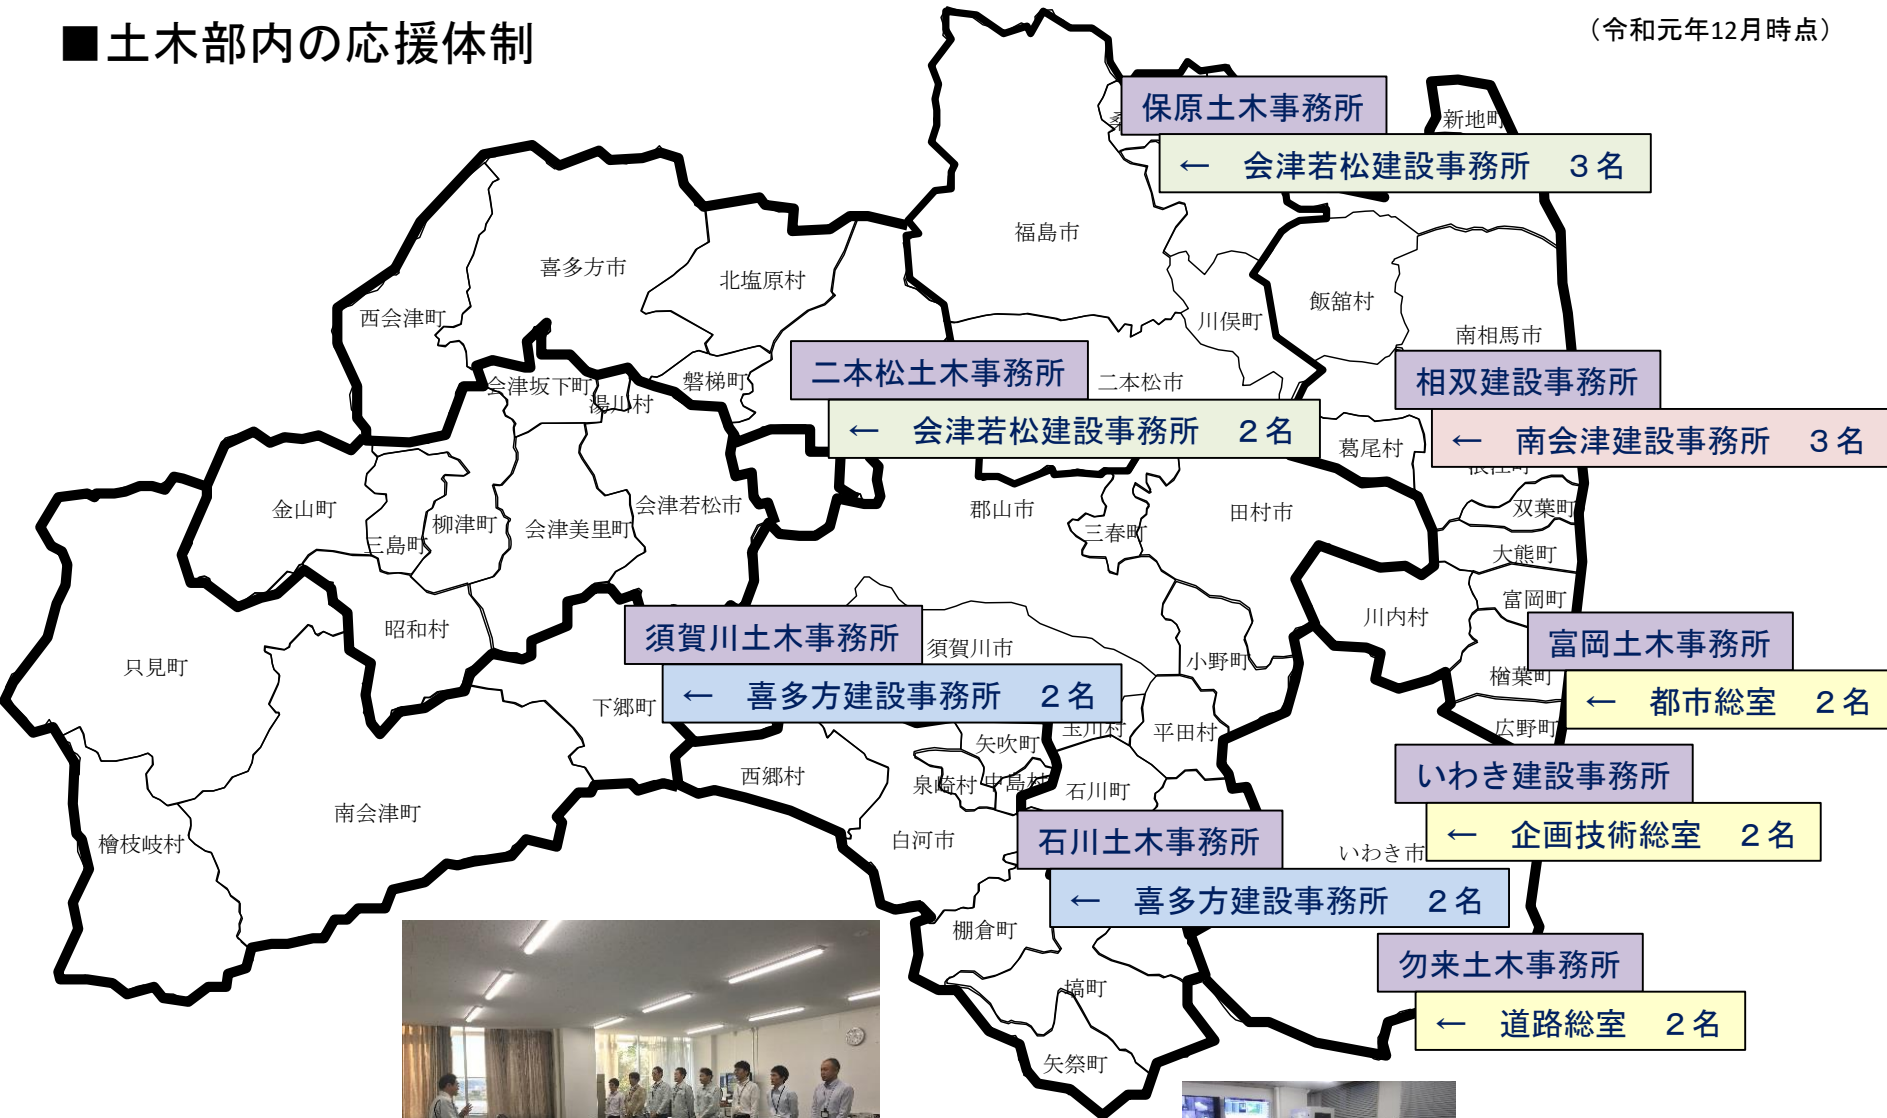 ■土木部内の応援体制
（令和元年12月時点）
保原土木事務所
新地町
← 会津若松建設事務所 ３名
福島市
喜多方市
北塩原村
飯舘村
西会津町
川俣町
南相馬市
二本松土木事務所
二本松市
相双建設事務所
会津坂下町
磐梯町
湯川村
← 会津若松建設事務所 ２名
← 南会津建設事務所 ３名
葛尾村
金山町
柳津町
会津美里町
会津若松市
郡山市
三春町
田村市
双葉町
三島町
大熊町
富岡町
川内村
昭和村
須賀川土木事務所
須賀川市
富岡土木事務所
只見町
小野町
楢葉町
下郷町
← 喜多方建設事務所 ２名
← 都市総室 ２名
玉川村
平田村
広野町
矢吹町
西郷村
泉崎村
中島村
石川町
いわき建設事務所
南会津町
檜枝岐村
白河市
石川土木事務所
いわき市
← 企画技術総室 ２名
← 喜多方建設事務所 ２名
棚倉町
勿来土木事務所
塙町
← 道路総室 ２名
矢祭町